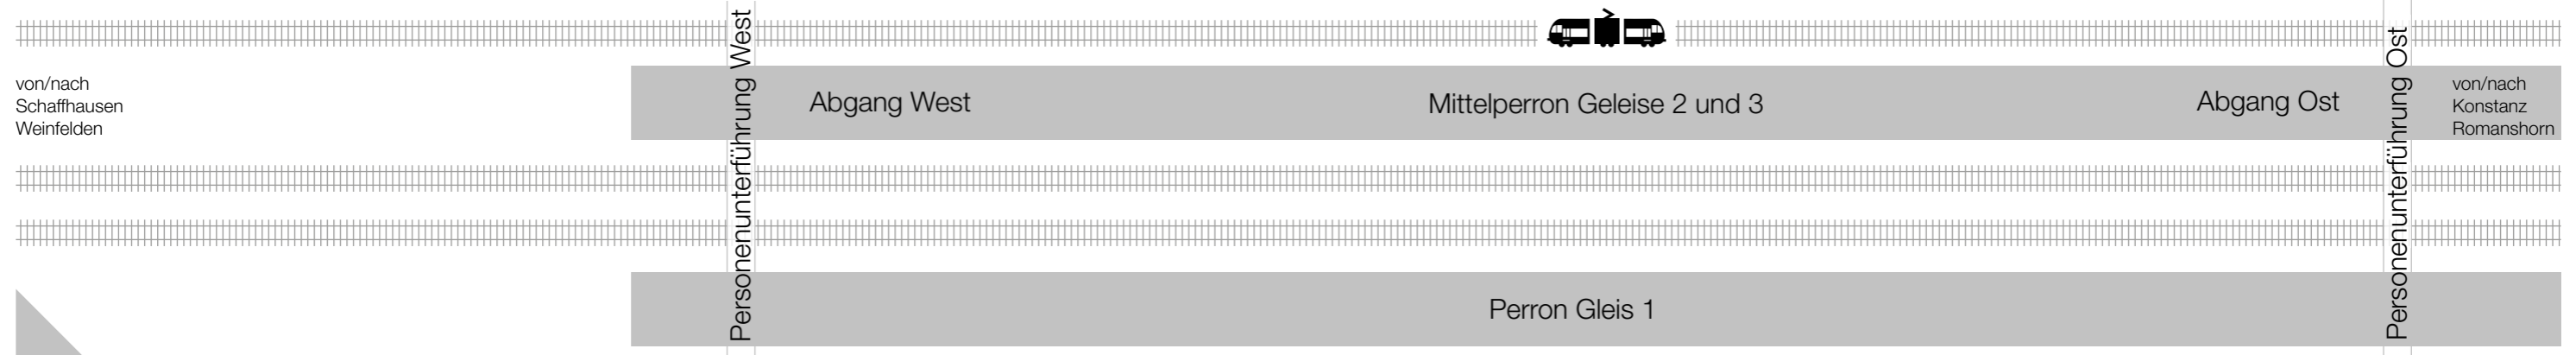 von/nach
Schaffhausen
Weinfelden
Personenunterführung West
Abgang West
Mittelperron Geleise 2 und 3
Abgang Ost
Personenunterführung Ost
von/nach
Konstanz
Romanshorn
Perron Gleis 1